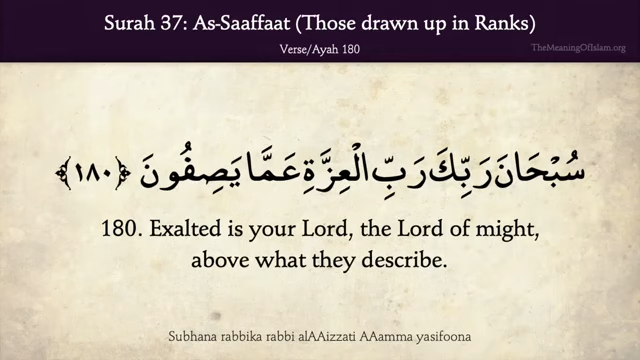 Surah 37: As-Saaffaat (Those drawn up in Ranks)
Verse/Ayah 180
TheMeaningOfIslam.org
سُبْحَانَ رَبِّكَ رَبِّ الْعِزَّةِ عَمَّا يَصِفُونَ ﴿١٨٠﴾
180. Exalted is your Lord, the Lord of might,
above what they describe.
Subhana rabbika rabbi alAAizzati AAamma yasifoona